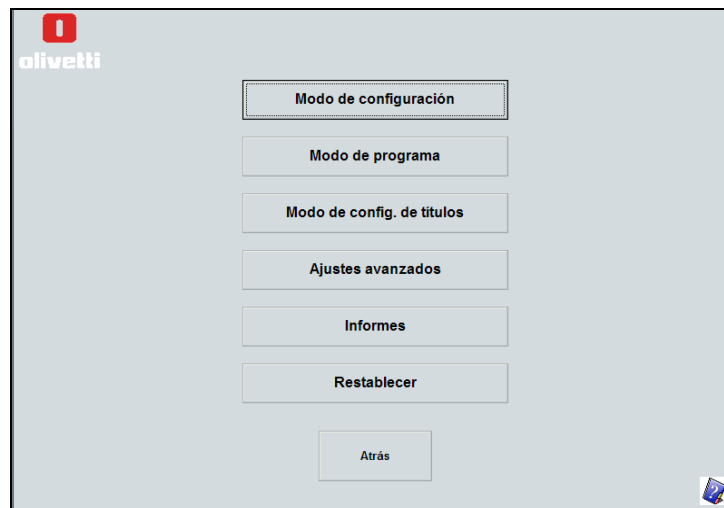 olivetti
Modo de configuración
Modo de programa
Modo de config. de títulos
Ajustes avanzados
Informes
Restablecer
Atrás
?